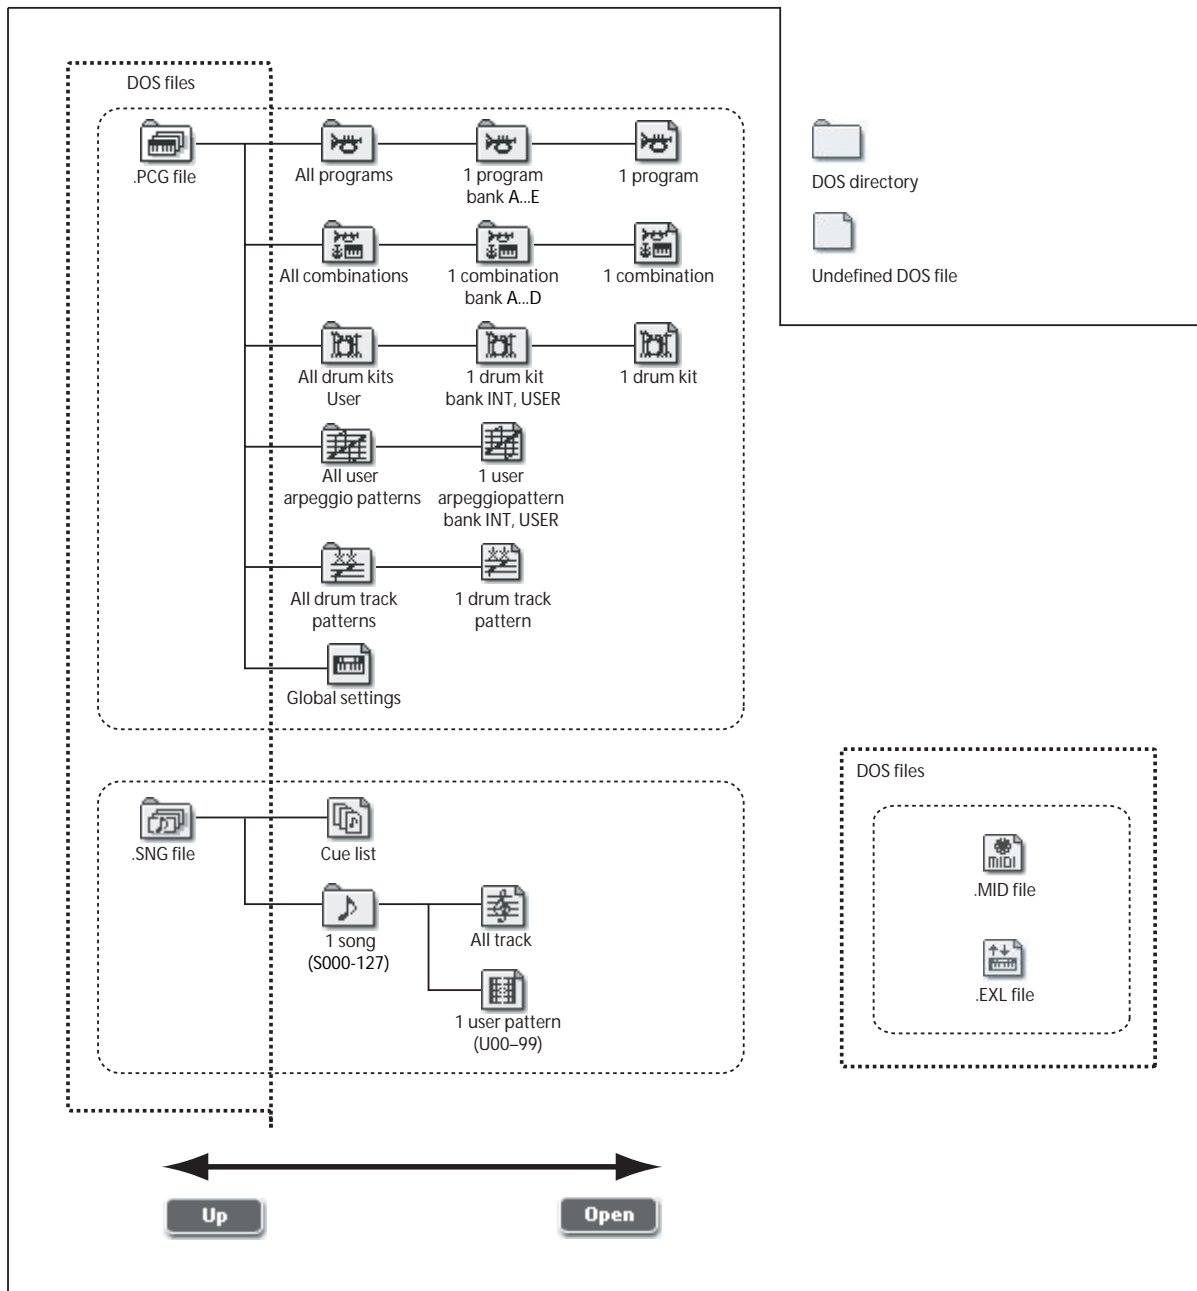 DOS files
.PCG file
All programs
1 program
bank A...E
1 program
All combinations
1 combination
bank A...D
1 combination
All drum kits
User
1 drum kit
bank INT, USER
1 drum kit
All user
arpeggio patterns
1 user
arpeggiopattern
bank INT, USER
All drum track
patterns
1 drum track
pattern
Global settings
DOS directory
Undefined DOS file
.SNG file
Cue list
1 song
(S000-127)
All track
1 user pattern
(U00–99)
DOS files
MIDI
.MID file
.EXL file
Up
Open